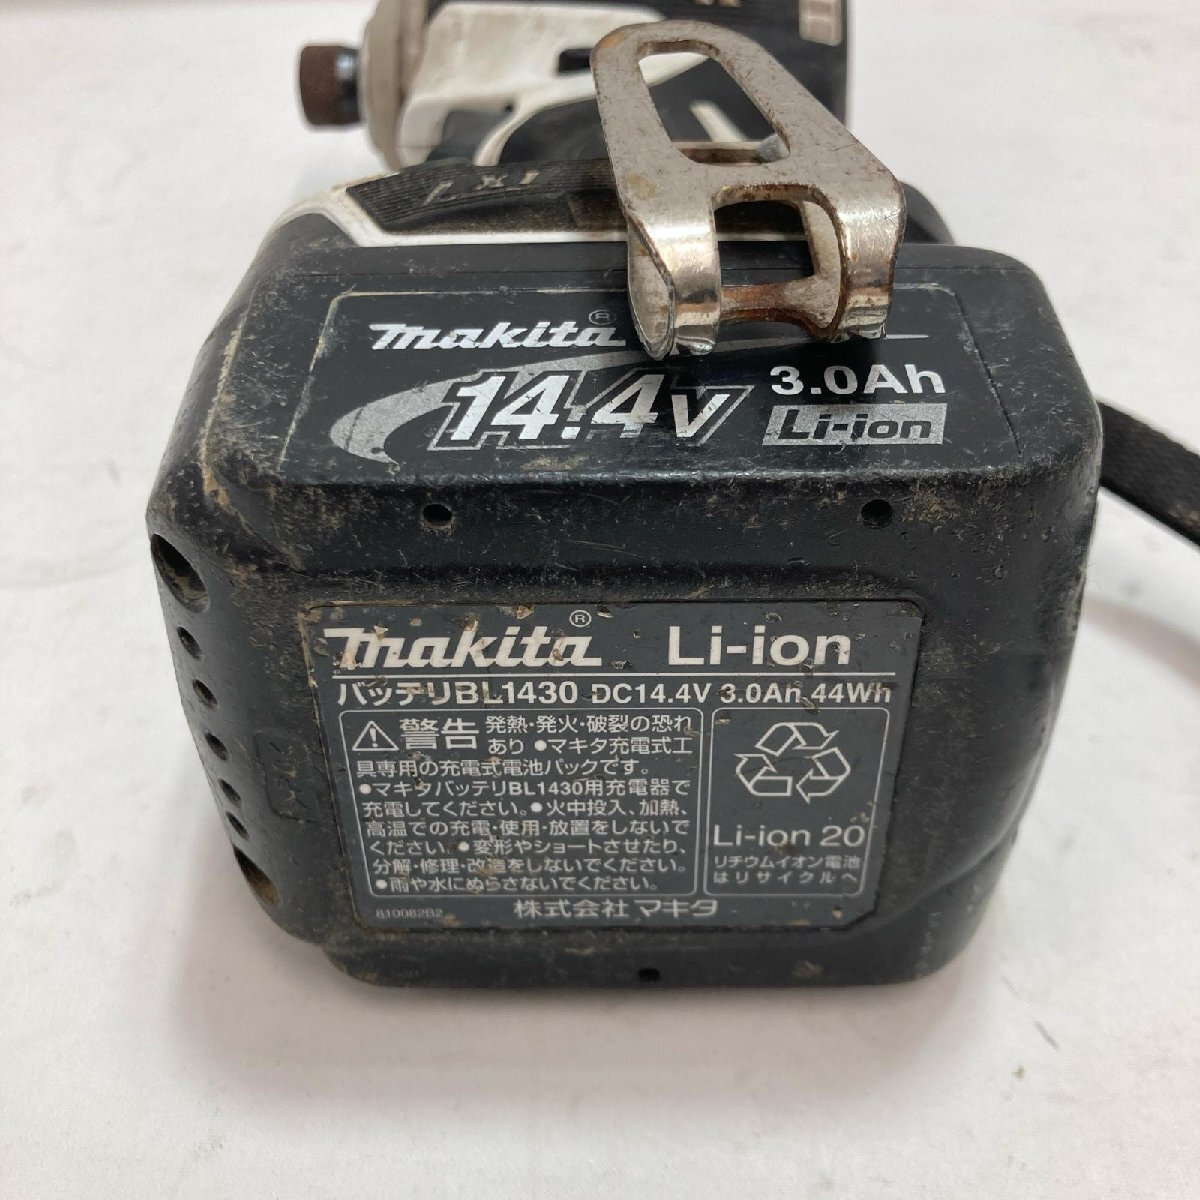 LXT
makita®
14.4V
3.0Ah
Li-ion
makita® Li-ion
バッテリBL1430 DC14.4V 3.0Ah 44Wh
警告 発熱・発火・破裂の恐れ
あり ●マキタ充電式工
具専用の充電式電池パックです。
●マキタバッテリBL1430用充電器で
充電してください。●火中投入、加熱、
高温での充電・使用・放置をしないで
ください。●変形やショートさせたり、
分解・修理・改造をしないでください。
●雨や水にぬらさないでください。
Li-ion 20
リチウムイオン電池
はリサイクルへ
810082B2
株式会社 マキタ